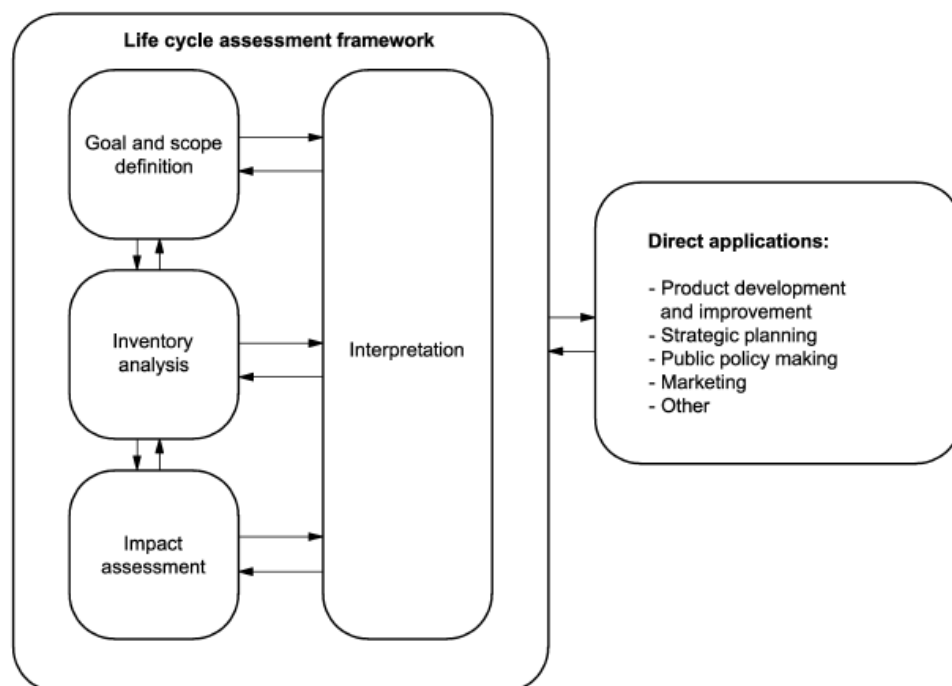 Life cycle assessment framework
Goal and scope
definition
Inventory
analysis
Impact
assessment
Interpretation
Direct applications:
- Product development
and improvement
- Strategic planning
- Public policy making
- Marketing
- Other